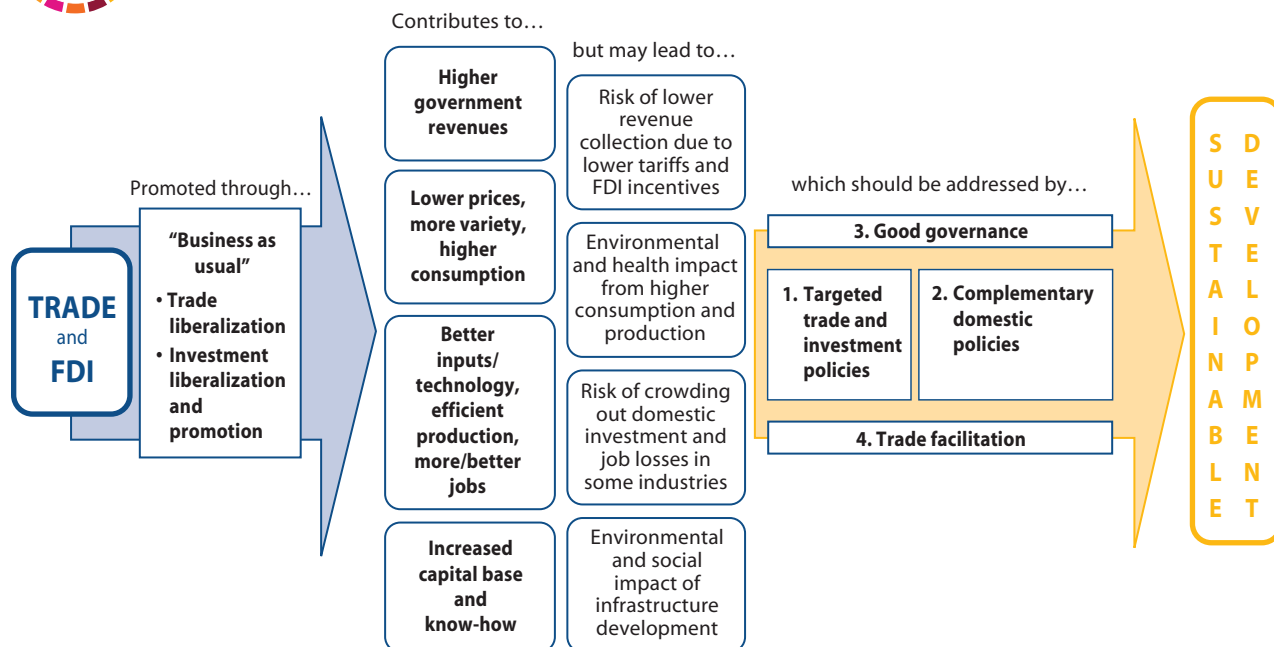 Contributes to…
but may lead to…
Promoted through…
which should be addressed by…
TRADE
and
FDI
“Business as
usual”
• Trade
liberalization
• Investment
liberalization
and
promotion
Higher
government
revenues
Lower prices,
more variety,
higher
consumption
Better
inputs/
technology,
efficient
production,
more/better
jobs
Increased
capital base
and
know-how
Risk of lower
revenue
collection due to
lower tariffs and
FDI incentives
Environmental
and health impact
from higher
consumption and
production
Risk of crowding
out domestic
investment and
job losses in
some industries
Environmental
and social
impact of
infrastructure
development
3. Good governance
1. Targeted
trade and
investment
policies
2. Complementary
domestic
policies
4. Trade facilitation
SUSTAINABLE
DEVELOPMENT